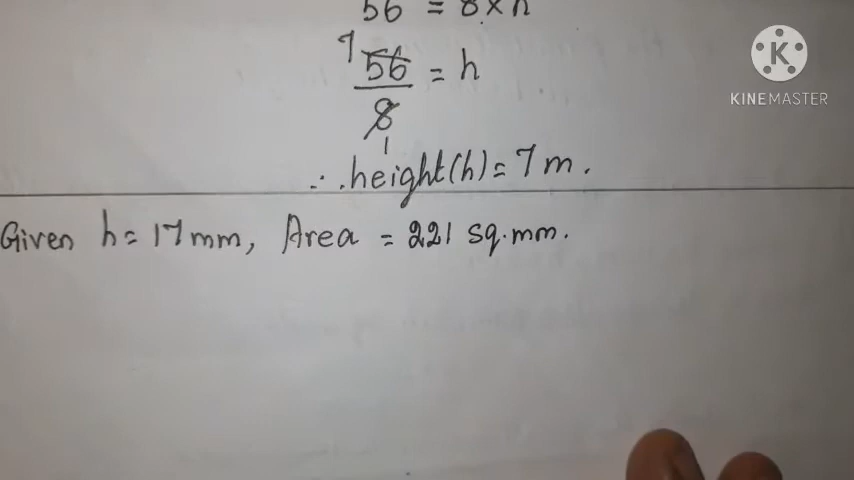 56 = 8 × h
7
56/8 = h
1
∴ height(h) = 7 m.
Given h = 17 mm, Area = 221 sq.mm.
K
KINEMASTER